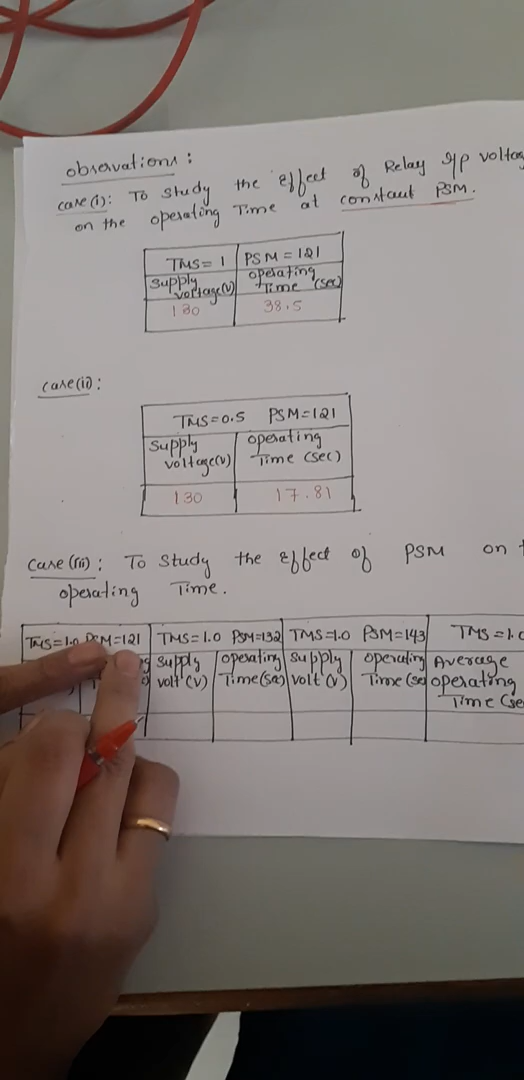 observations:
case(i): To study the Effect of Relay I/p voltag
on the operating Time at constant PSM.
TMS=1 PSM=121
supply voltage(V) operating Time (sec)
130 38.5
case(ii):
TMS=0.5 PSM=121
supply voltage(V) operating Time (sec)
130 17.81
case(iii): To study the Effect of PSM on t
operating Time.
TMS=1.0 PSM=121 TMS=1.0 PSM=132 TMS=1.0 PSM=143 TMS=1.0
supply operating supply operating Average
volt(V) Time(sec) volt(V) Time(sec operating
Time (se